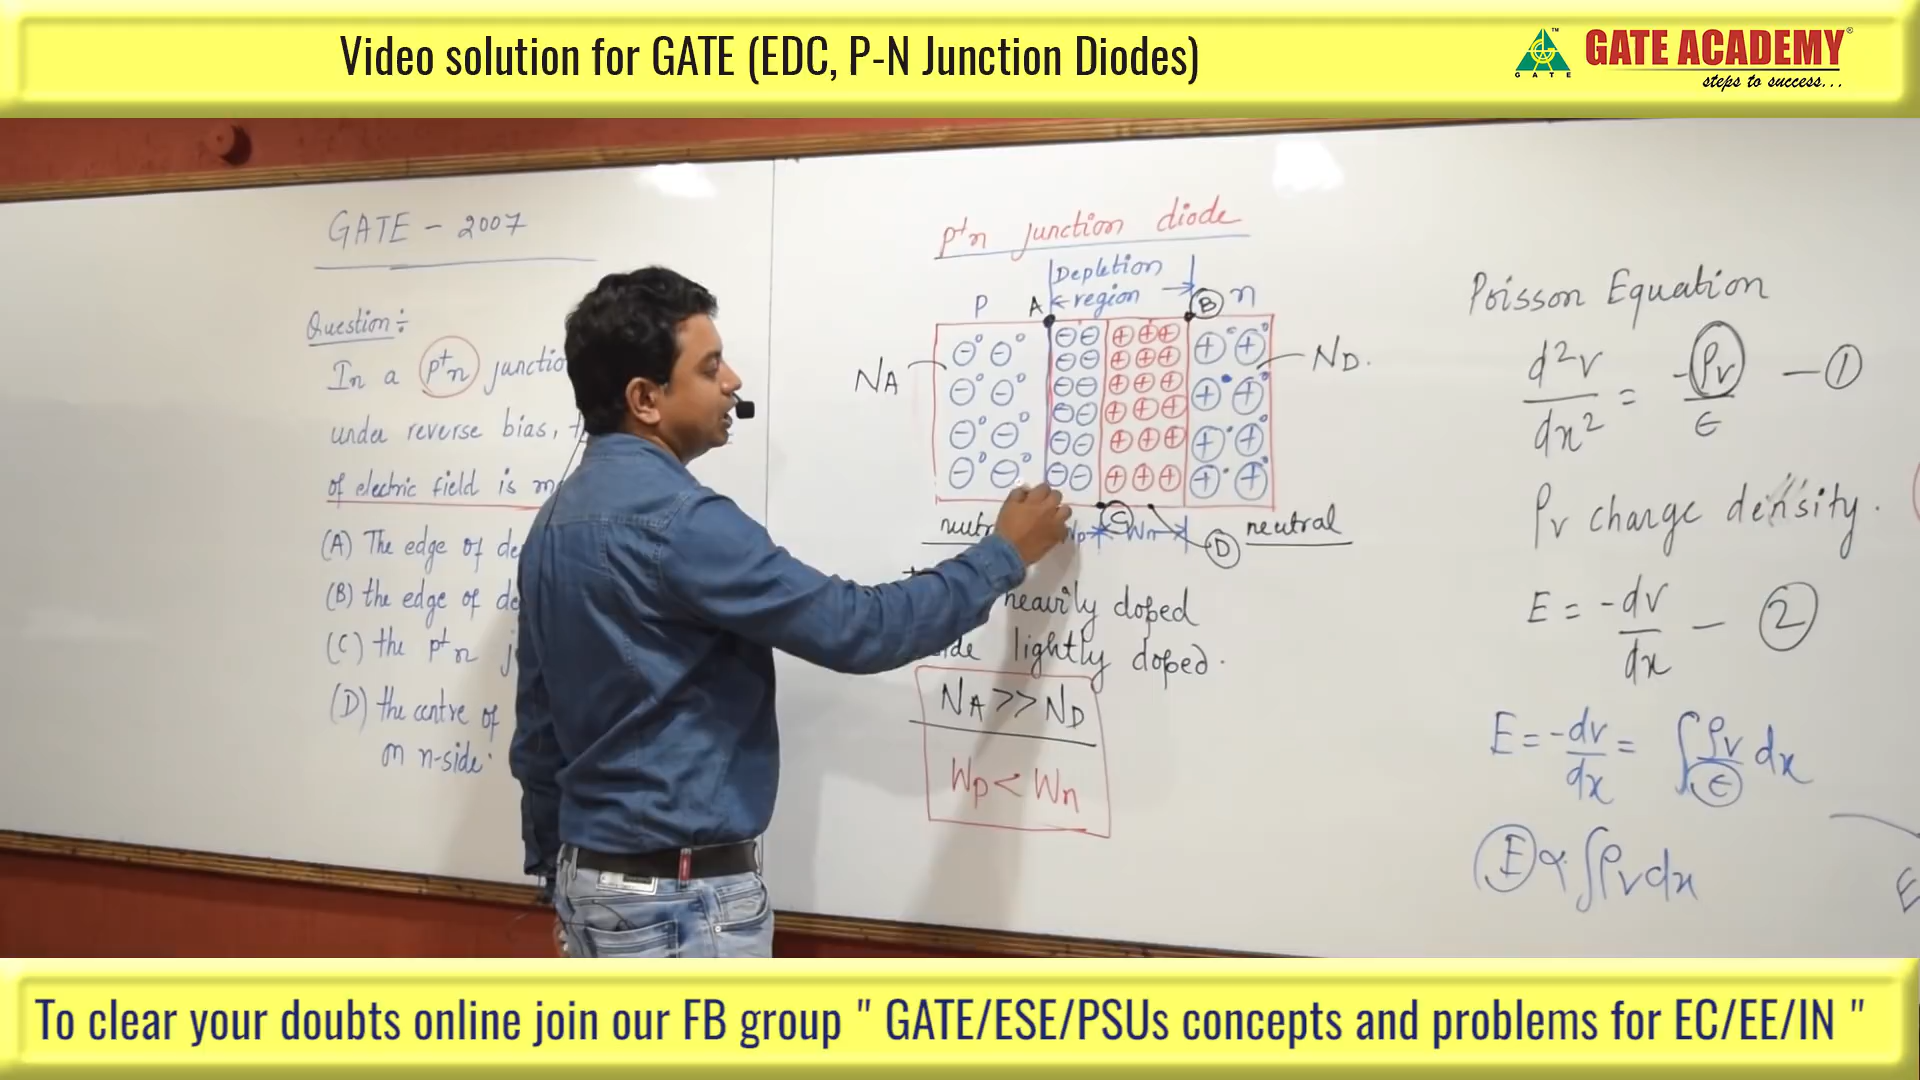 Video solution for GATE (EDC, P-N Junction Diodes)
GATE
GATE ACADEMY
steps to success...
GATE - 2007
Question:-
In a p+n junctio
under reverse bias,
of electric field is m
(A) The edge of de
(B) the edge of de
(C) the p+n j
(D) the centre of
on n-side.
p+n junction diode
Depletion
region
P A B n
NA
ND.
C
Wn
D
neutral
heavily doped
lightly doped.
NA >> ND
Wp < Wn
Poisson Equation
d²v/dx² = -ρv/ε — ①
ρv charge density.
E = -dv/dx — ②
E = -dv/dx = ∫ρv/ε dx
E ∝ ∫ρv dx
To clear your doubts online join our FB group " GATE/ESE/PSUs concepts and problems for EC/EE/IN "